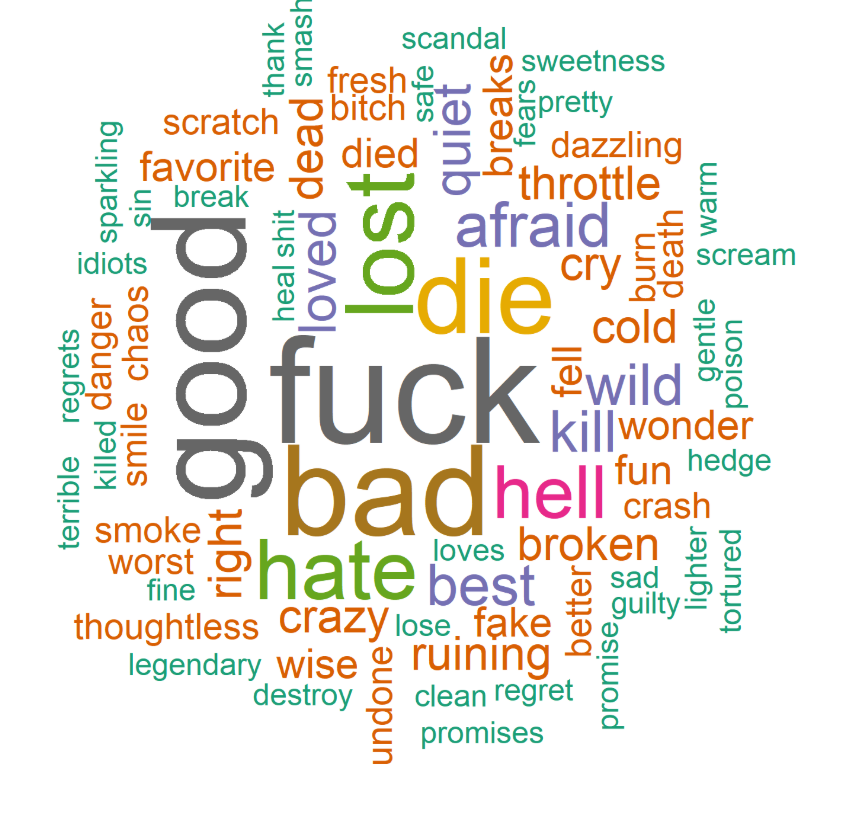 thank
smash
scandal
sweetness
fresh
safe
quiet
breaks
fears
pretty
bitch
scratch
dead
died
dazzling
favorite
throttle
sparkling
sin
break
lost
afraid
warm
good
heal
shit
loved
die
cry
burn
death
scream
idiots
danger
chaos
cold
gentle
poison
regrets
fuck
fell
wild
smile
killed
kill
wonder
terrible
bad
hell
fun
hedge
crash
smoke
worst
right
hate
loves
broken
lighter
tortured
fine
best
better
sad
guilty
thoughtless
crazy
lose
fake
promise
legendary
wise
undone
ruining
destroy
clean
regret
promises